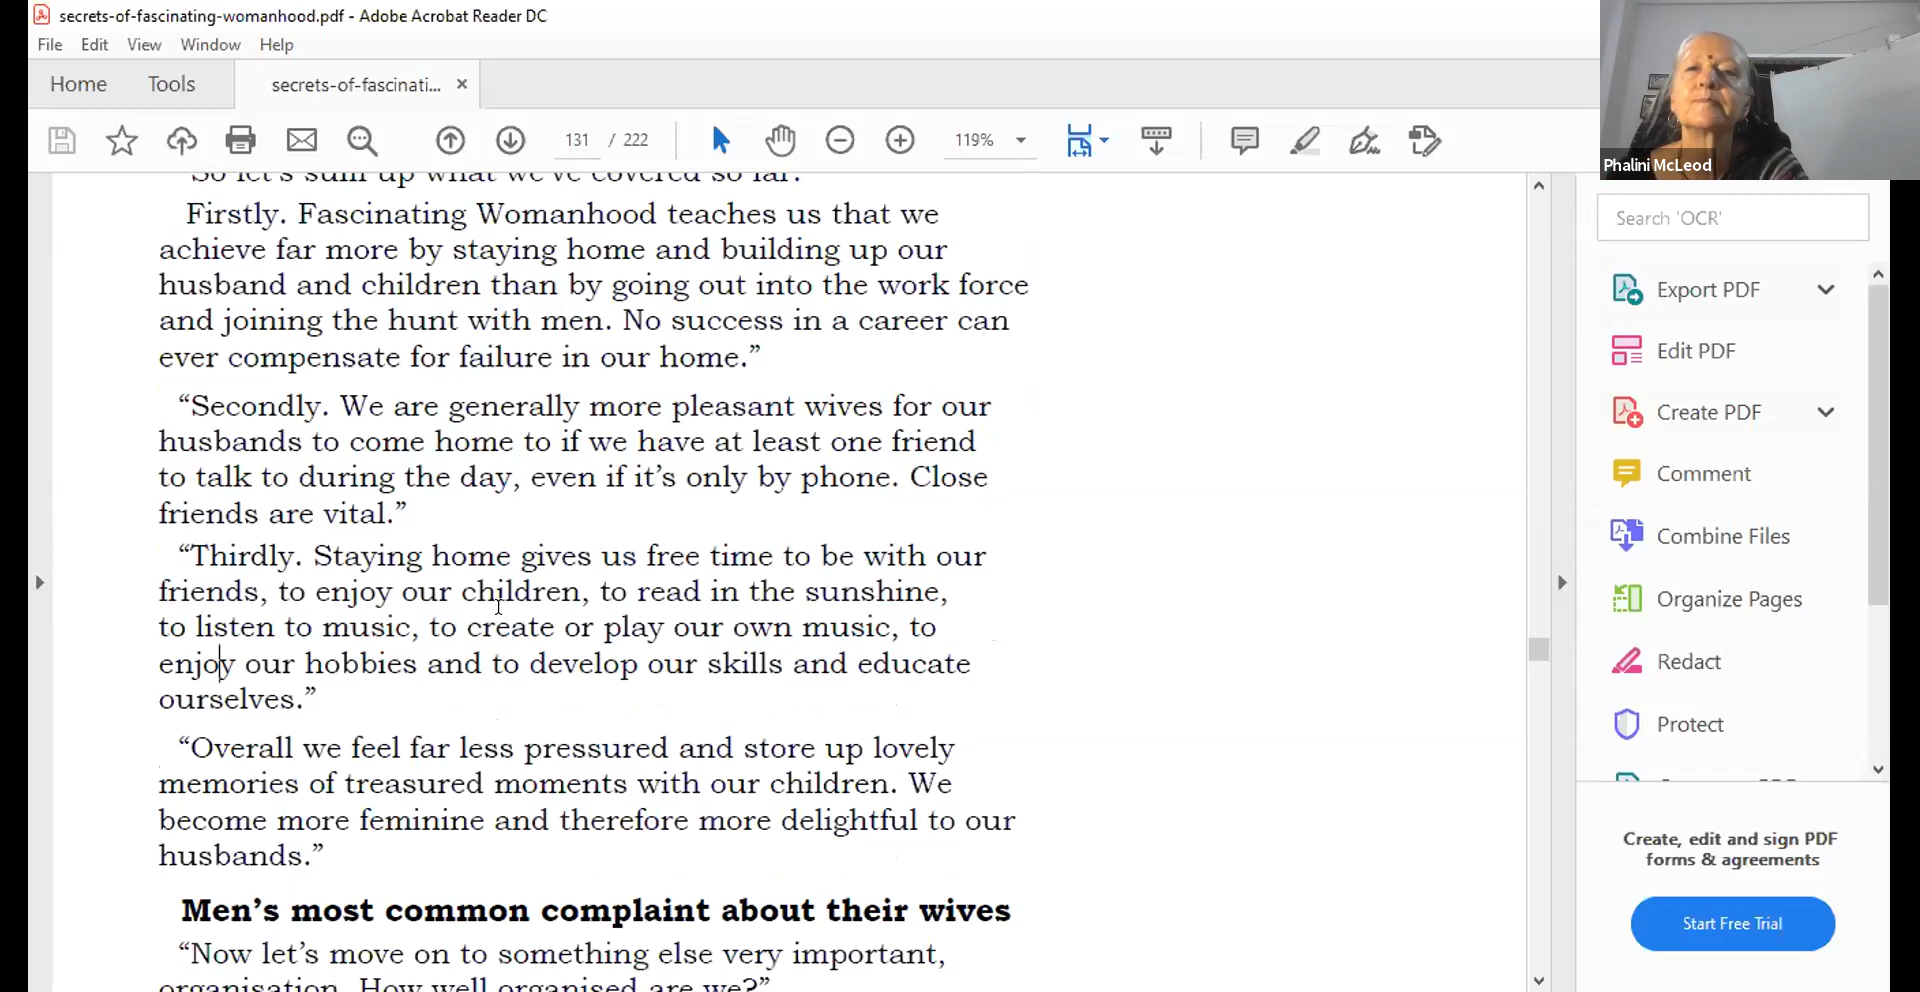 secrets-of-fascinating-womanhood.pdf - Adobe Acrobat Reader DC
File Edit View Window Help
Home Tools secrets-of-fascinati... ×
131 / 222 119%
Phalini McLeod
So let's sum up what we've covered so far.
Firstly. Fascinating Womanhood teaches us that we
achieve far more by staying home and building up our
husband and children than by going out into the work force
and joining the hunt with men. No success in a career can
ever compensate for failure in our home.”
“Secondly. We are generally more pleasant wives for our
husbands to come home to if we have at least one friend
to talk to during the day, even if it’s only by phone. Close
friends are vital.”
“Thirdly. Staying home gives us free time to be with our
friends, to enjoy our children, to read in the sunshine,
to listen to music, to create or play our own music, to
enjoy our hobbies and to develop our skills and educate
ourselves.”
“Overall we feel far less pressured and store up lovely
memories of treasured moments with our children. We
become more feminine and therefore more delightful to our
husbands.”
Men’s most common complaint about their wives
“Now let’s move on to something else very important,
organisation. How well organised are we?”
Search 'OCR'
Export PDF
Edit PDF
Create PDF
Comment
Combine Files
Organize Pages
Redact
Protect
Create, edit and sign PDF
forms & agreements
Start Free Trial